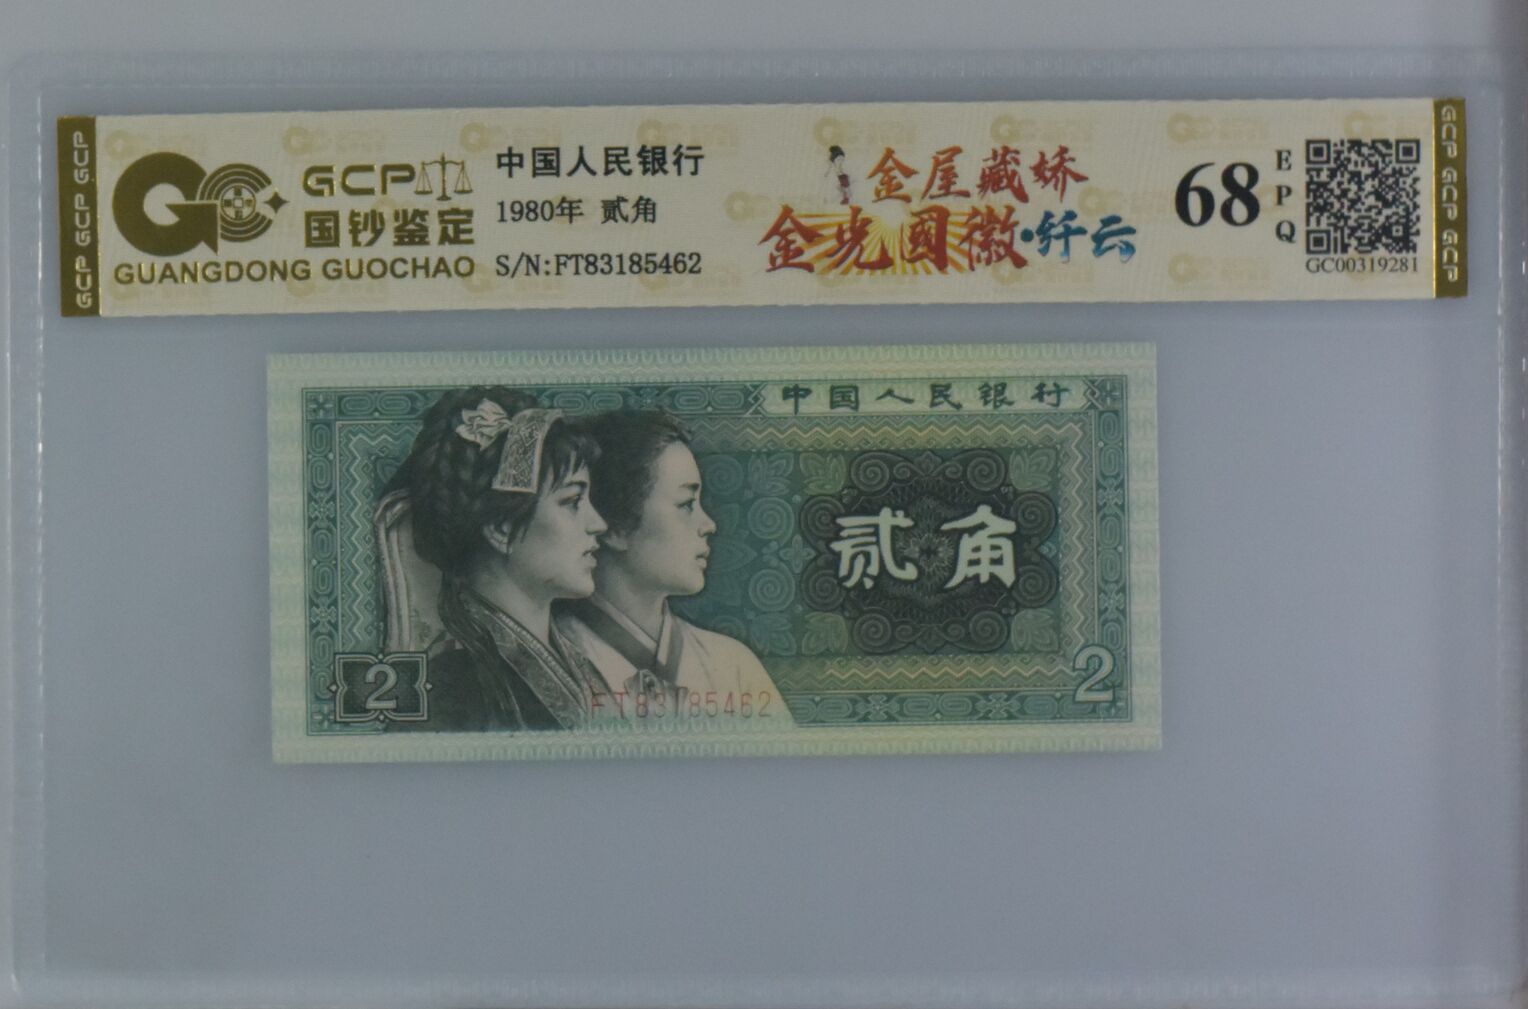 GCP GCP GCP
GCP
国钞鉴定
GUANGDONG GUOCHAO
中国人民银行
1980年 贰角
S/N:FT83185462
金屋藏娇
金光國徽·纤云
68
EPQ
GC00319281
GCP GCP GCP
中国人民银行
贰角
2
FT83185462
2